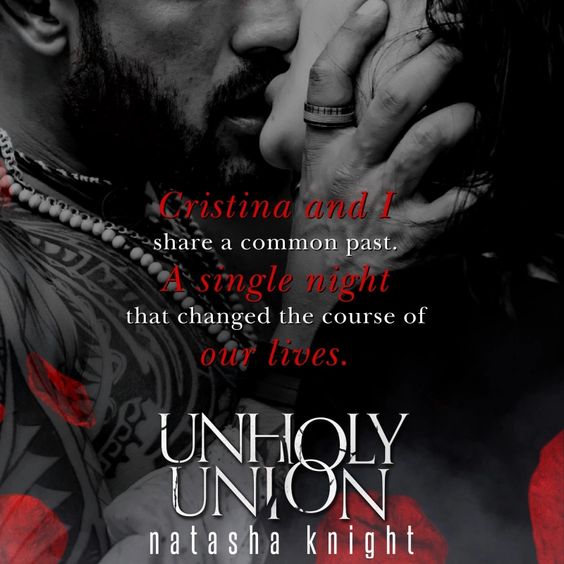 Cristina and I
share a common past.
A single night
that changed the course of
our lives.
UNHOLY
UNION
natasha knight